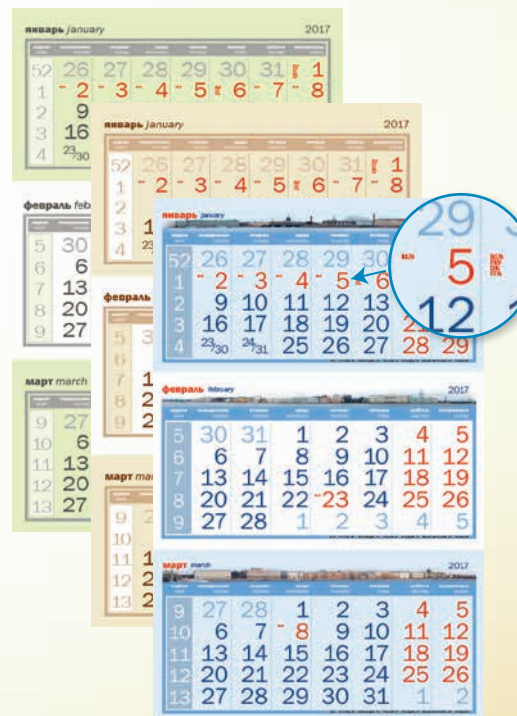 январь january 2017
52 26 27 28 29 30 31 1
1 2 3 4 5 6 7 8
2 9
3 16
4 23/30
февраль feb
5 30
6 6
7 13
8 20
9 27
март march
9 27
10 6
11 13
12 20
13 27
январь january 2017
52 26 27 28 29 30 31 1
1 2 3 4 5 6 7 8
2
3 1
4
февраль
5
6
7 1
8
9 2
март
9 2
10
11 1
12 2
13 2
январь january
52 26 27 28 29 30
1 2 3 4 5 6
2 9 10 11 12 13
3 16 17 18 19 20 21
4 23/30 24/31 25 26 27 28 29
29
5
12
февраль february 2017
5 30 31 1 2 3 4 5
6 6 7 8 9 10 11 12
7 13 14 15 16 17 18 19
8 20 21 22 23 24 25 26
9 27 28 1 2 3 4 5
март march 2017
9 27 28 1 2 3 4 5
10 6 7 8 9 10 11 12
11 13 14 15 16 17 18 19
12 20 21 22 23 24 25 26
13 27 28 29 30 31 1 2